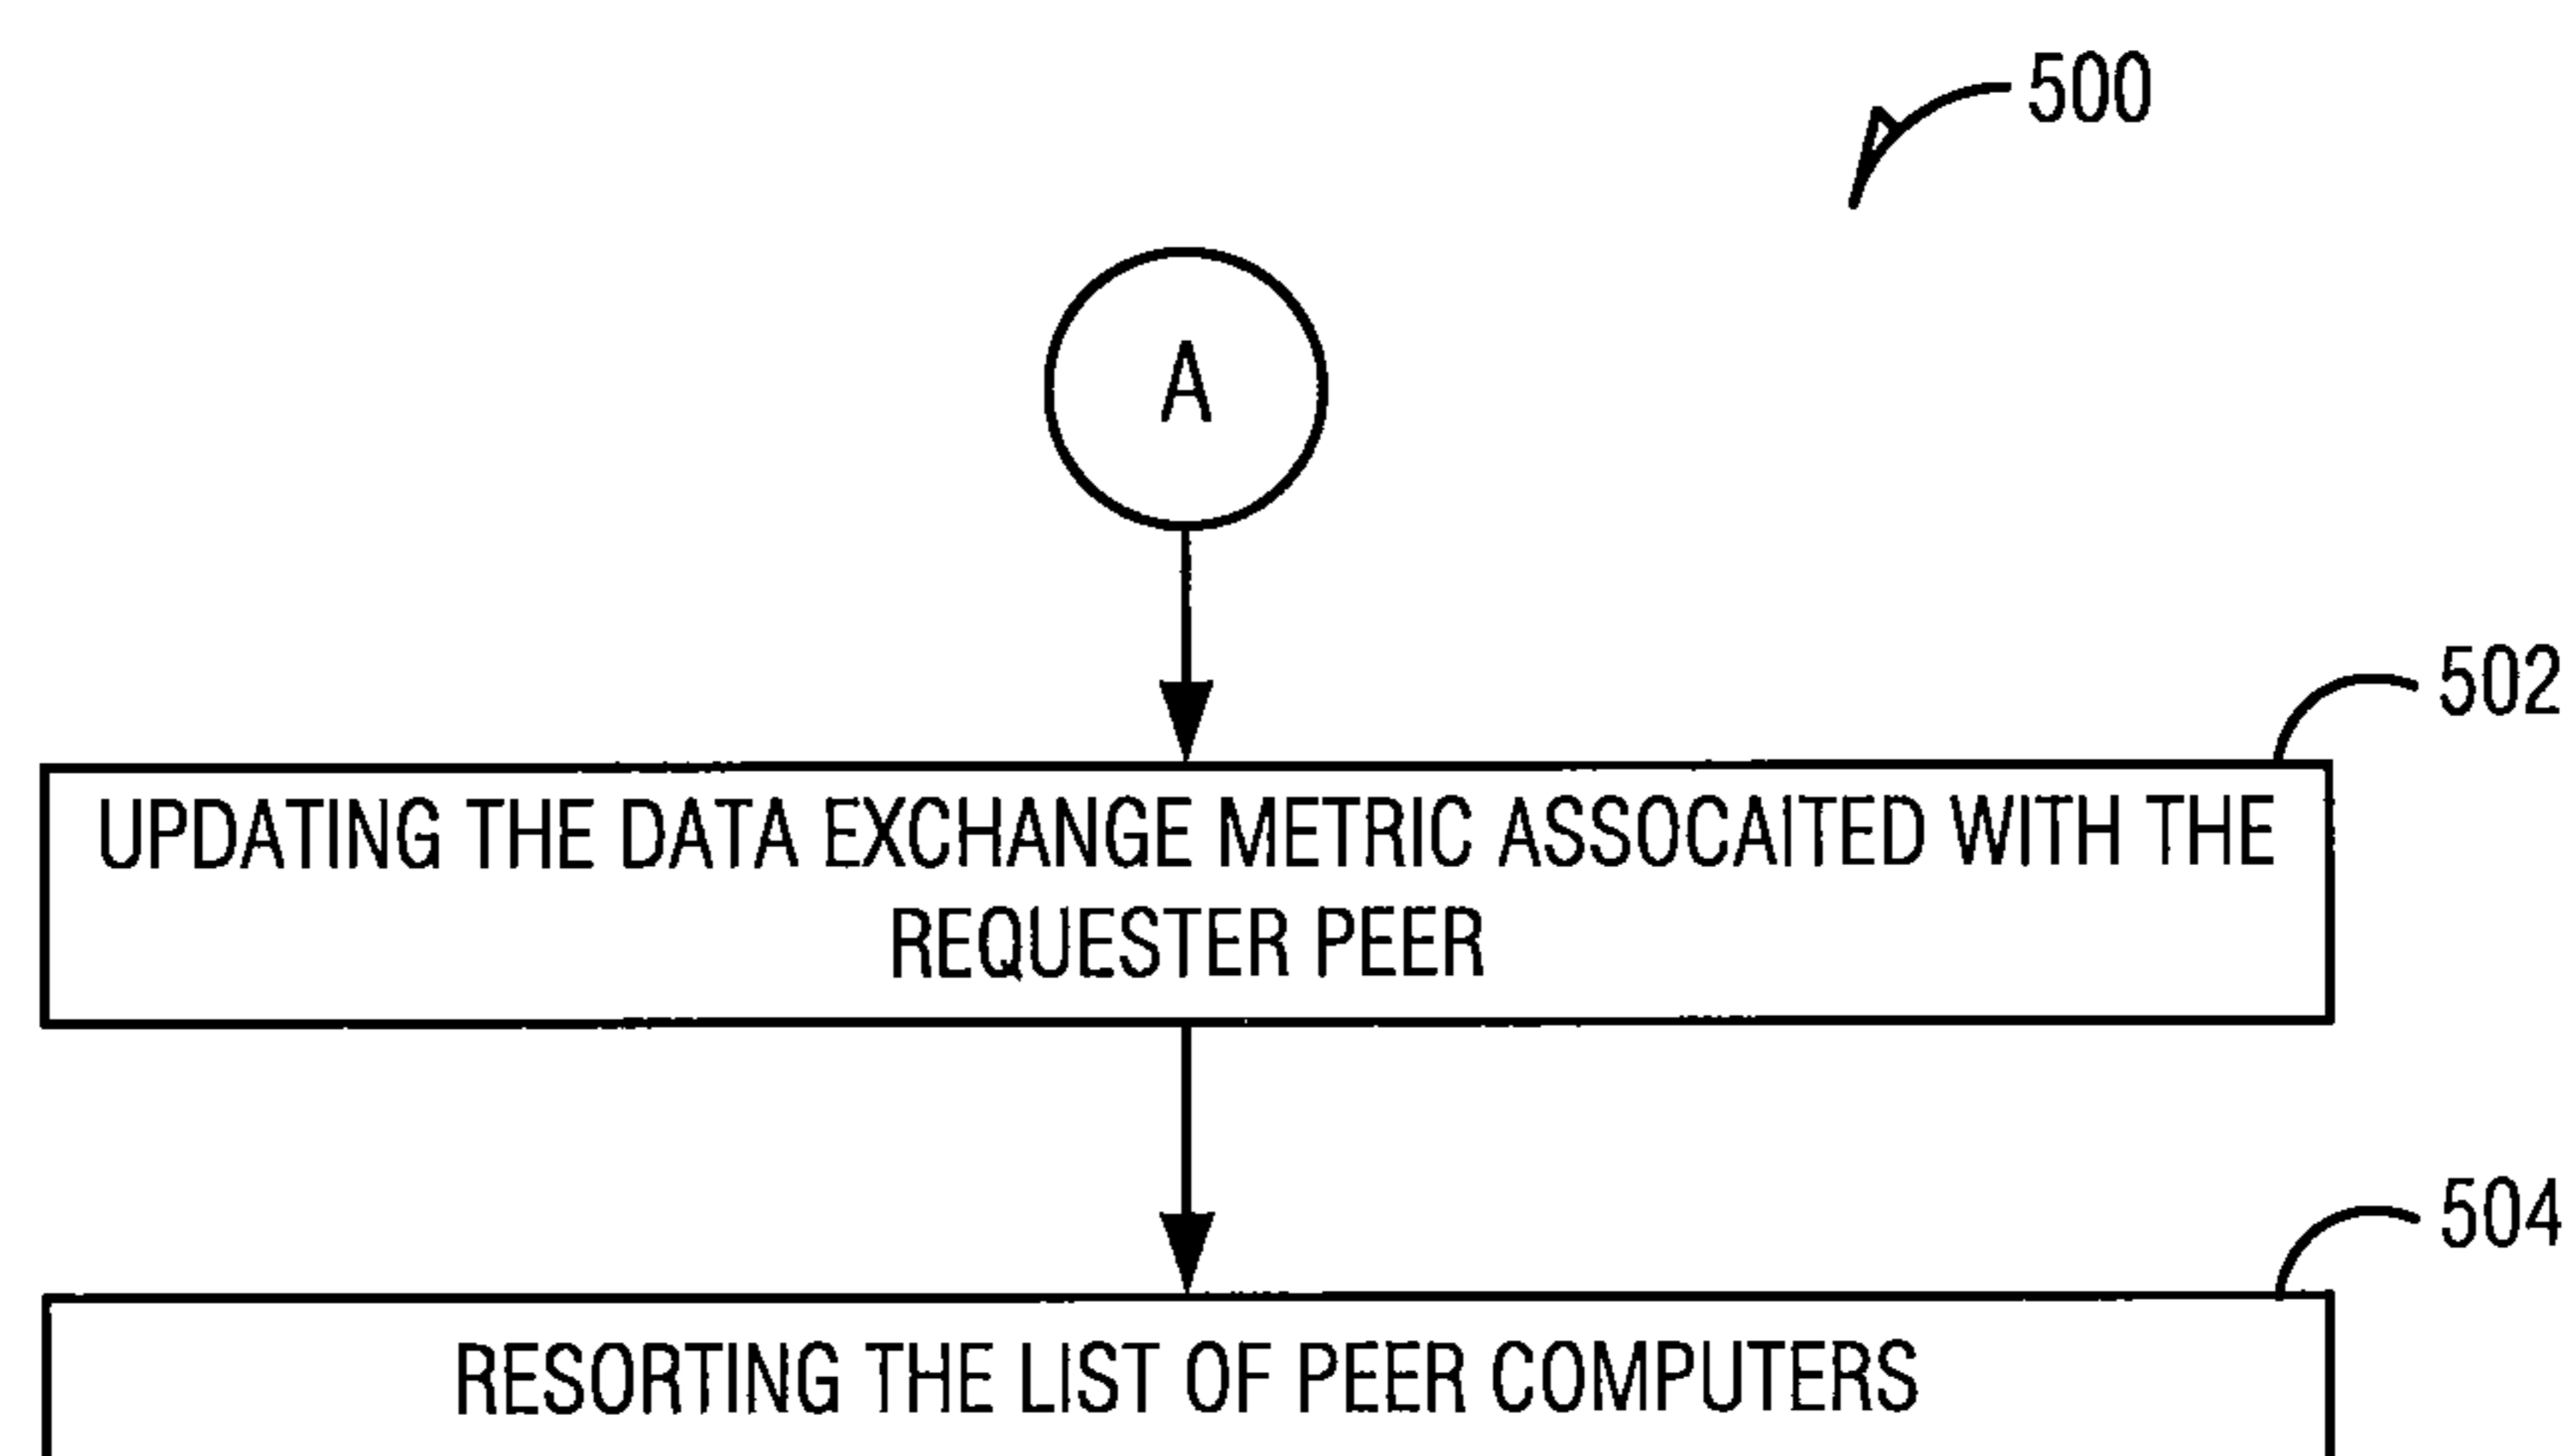 500
A
502
UPDATING THE DATA EXCHANGE METRIC ASSOCAITED WITH THE
REQUESTER PEER
504
RESORTING THE LIST OF PEER COMPUTERS